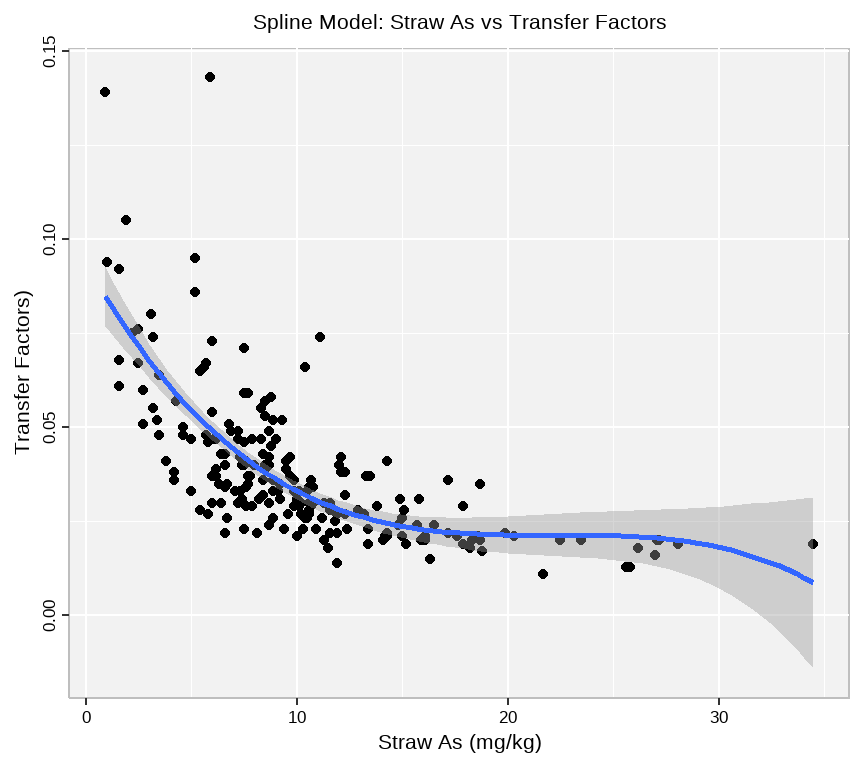 Spline Model: Straw As vs Transfer Factors
0.15
0.10
0.05
0.00
Transfer Factors)
0
10
20
30
Straw As (mg/kg)